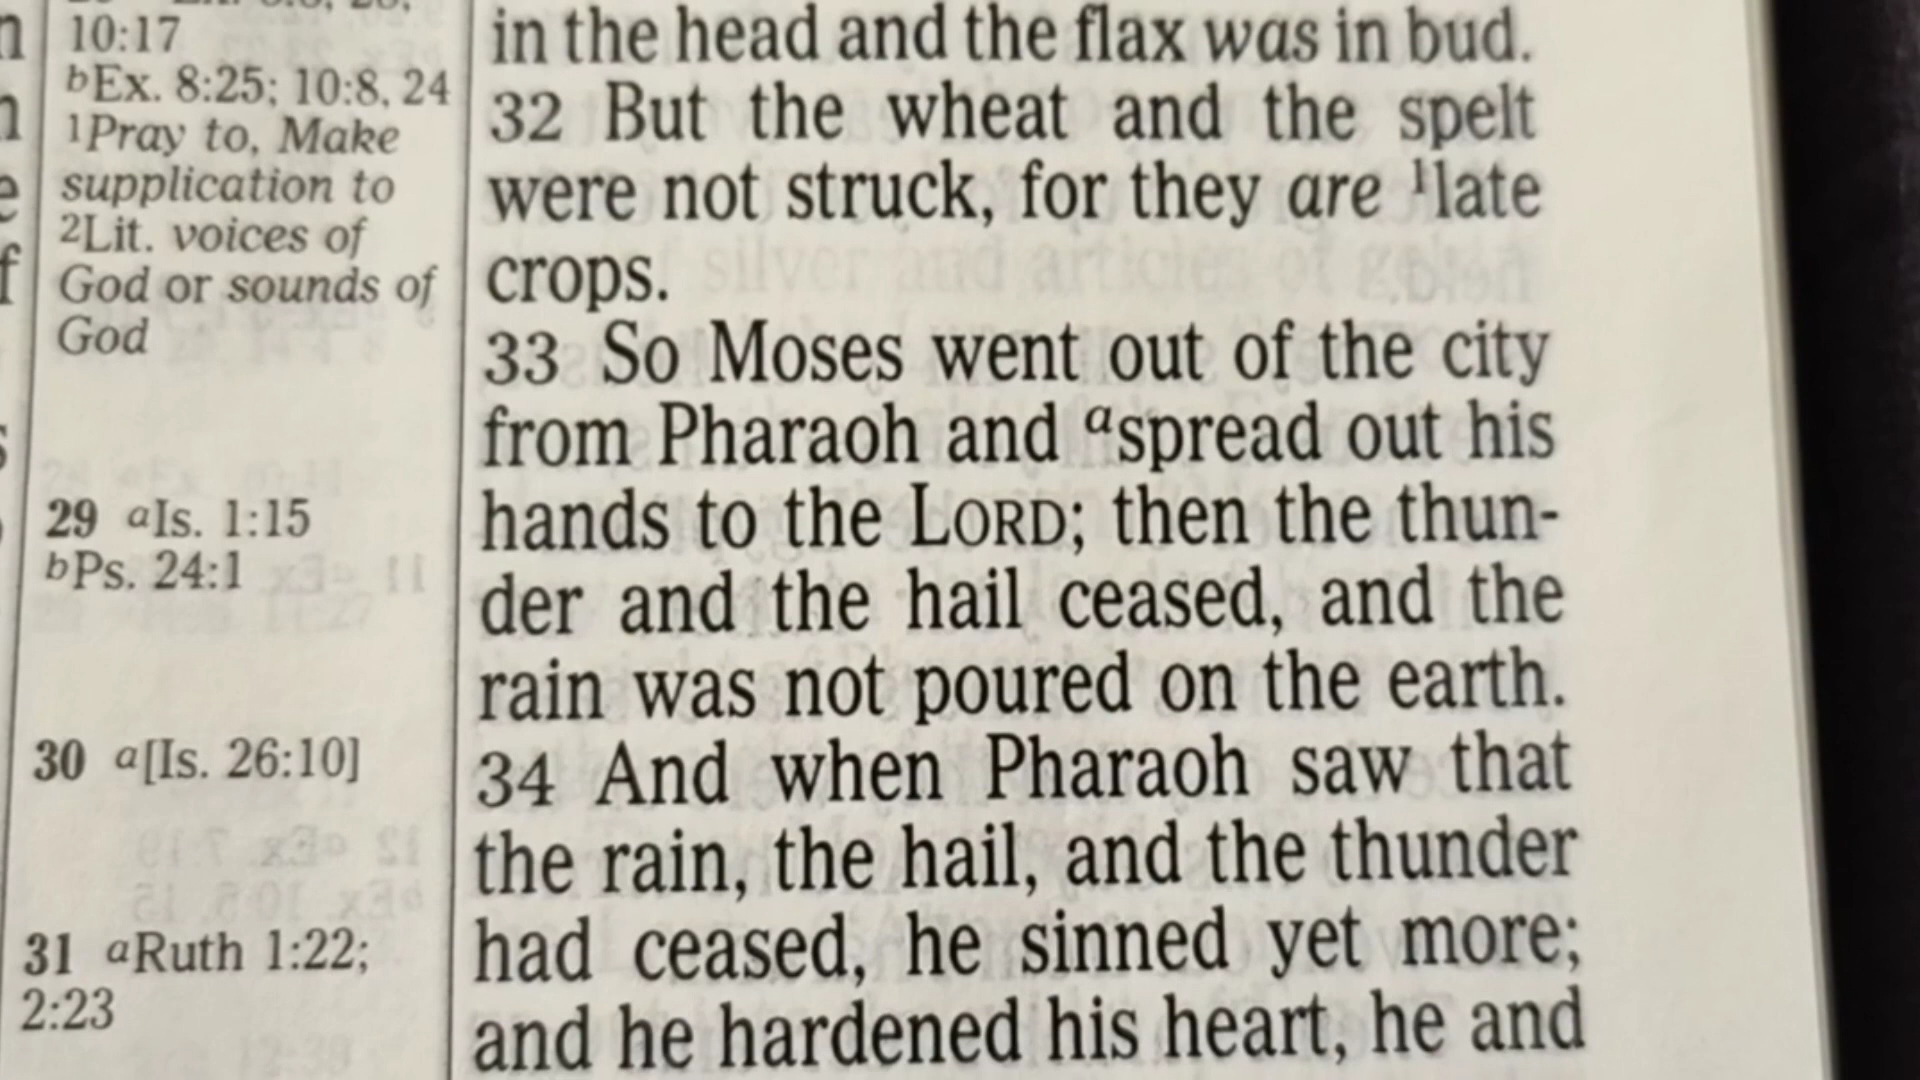 10:17
bEx. 8:25; 10:8, 24
1Pray to, Make
supplication to
2Lit. voices of
God or sounds of
God
29 aIs. 1:15
bPs. 24:1
30 a[Is. 26:10]
31 aRuth 1:22;
2:23
in the head and the flax was in bud.
32 But the wheat and the spelt
were not struck, for they are 1late
crops.
33 So Moses went out of the city
from Pharaoh and aspread out his
hands to the LORD; then the thun-
der and the hail ceased, and the
rain was not poured on the earth.
34 And when Pharaoh saw that
the rain, the hail, and the thunder
had ceased, he sinned yet more;
and he hardened his heart, he and